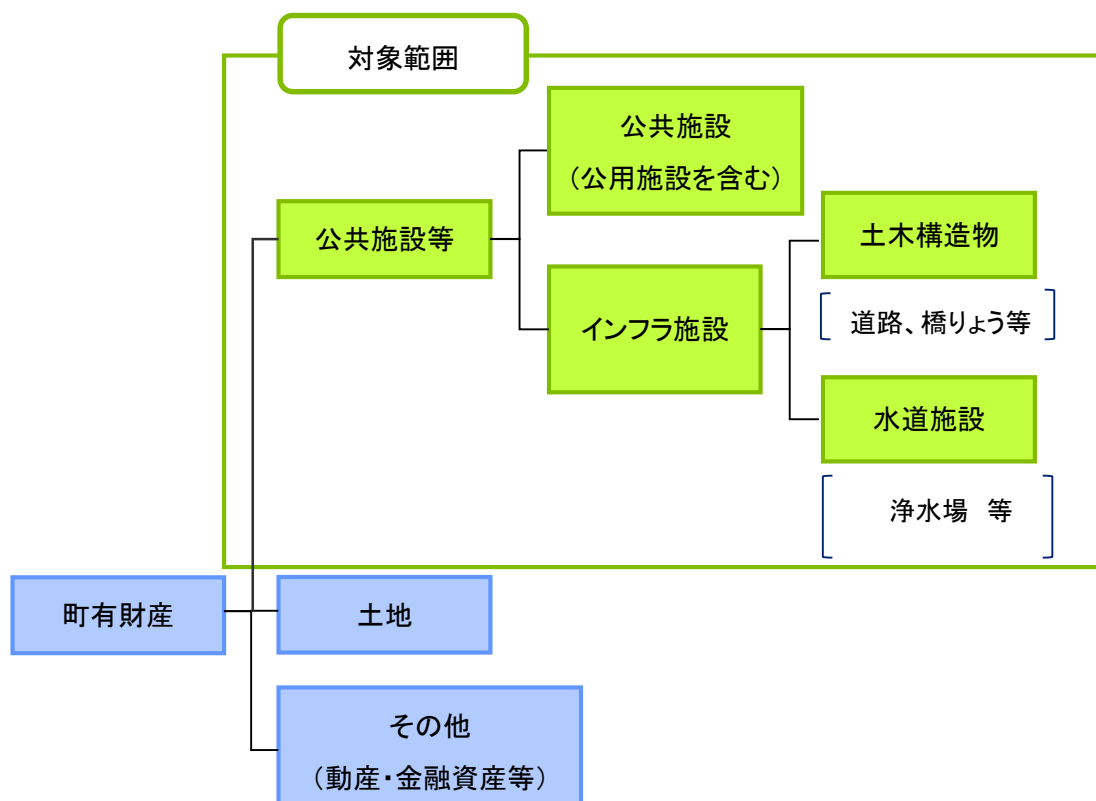 対象範囲
公共施設
（公用施設を含む）
公共施設等
土木構造物
インフラ施設
道路、橋りょう等
水道施設
浄水場　等
町有財産
土地
その他
（動産・金融資産等）